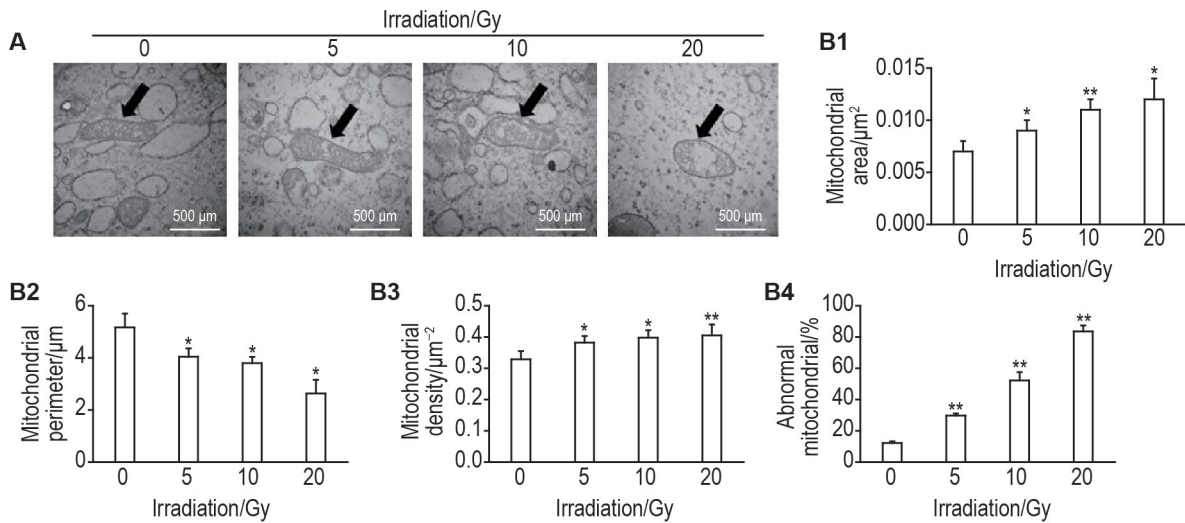 Irradiation/Gy
A
0 5 10 20
500 μm 500 μm 500 μm 500 μm
B1
Mitochondrial
area/μm²
0.015
0.010
0.005
0.000
* ** *
0 5 10 20
Irradiation/Gy
B2
Mitochondrial
perimeter/μm
6
4
2
0
* * *
0 5 10 20
Irradiation/Gy
B3
Mitochondrial
density/μm⁻²
0.5
0.4
0.3
0.2
0.1
0.0
* * **
0 5 10 20
Irradiation/Gy
B4
Abnormal
mitochondrial/%
100
80
60
40
20
0
** ** **
0 5 10 20
Irradiation/Gy